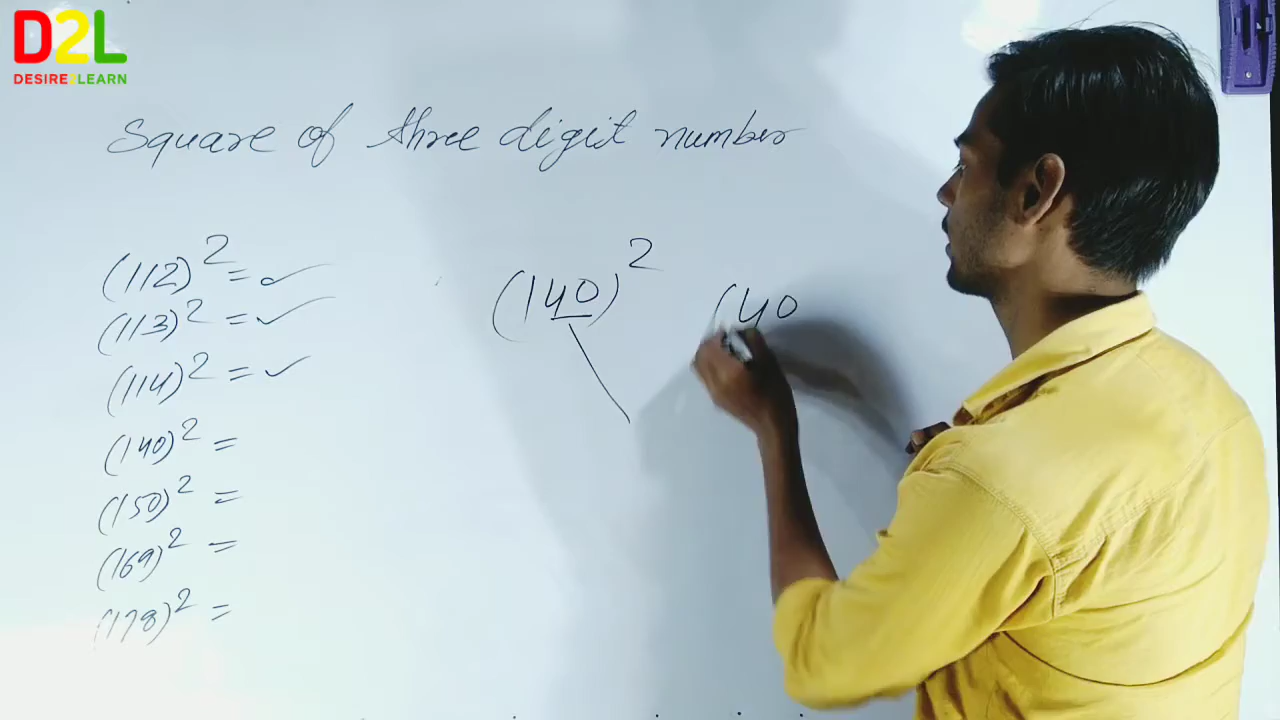 D2L
DESIRE2LEARN
Square of three digit number
(112)² = ✓
(113)² = ✓
(114)² = ✓
(140)² =
(150)² =
(169)² =
(178)² =
(140)²
(40